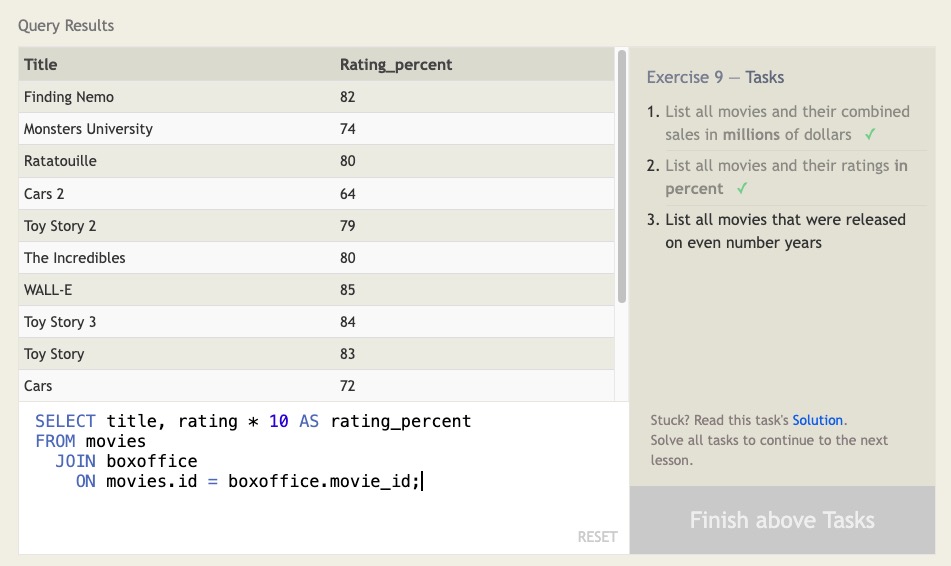 Query Results
Title Rating_percent
Finding Nemo 82
Monsters University 74
Ratatouille 80
Cars 2 64
Toy Story 2 79
The Incredibles 80
WALL-E 85
Toy Story 3 84
Toy Story 83
Cars 72
SELECT title, rating * 10 AS rating_percent
FROM movies
JOIN boxoffice
ON movies.id = boxoffice.movie_id;
RESET
Exercise 9 — Tasks
1. List all movies and their combined
sales in millions of dollars ✓
2. List all movies and their ratings in
percent ✓
3. List all movies that were released
on even number years
Stuck? Read this task's Solution.
Solve all tasks to continue to the next
lesson.
Finish above Tasks